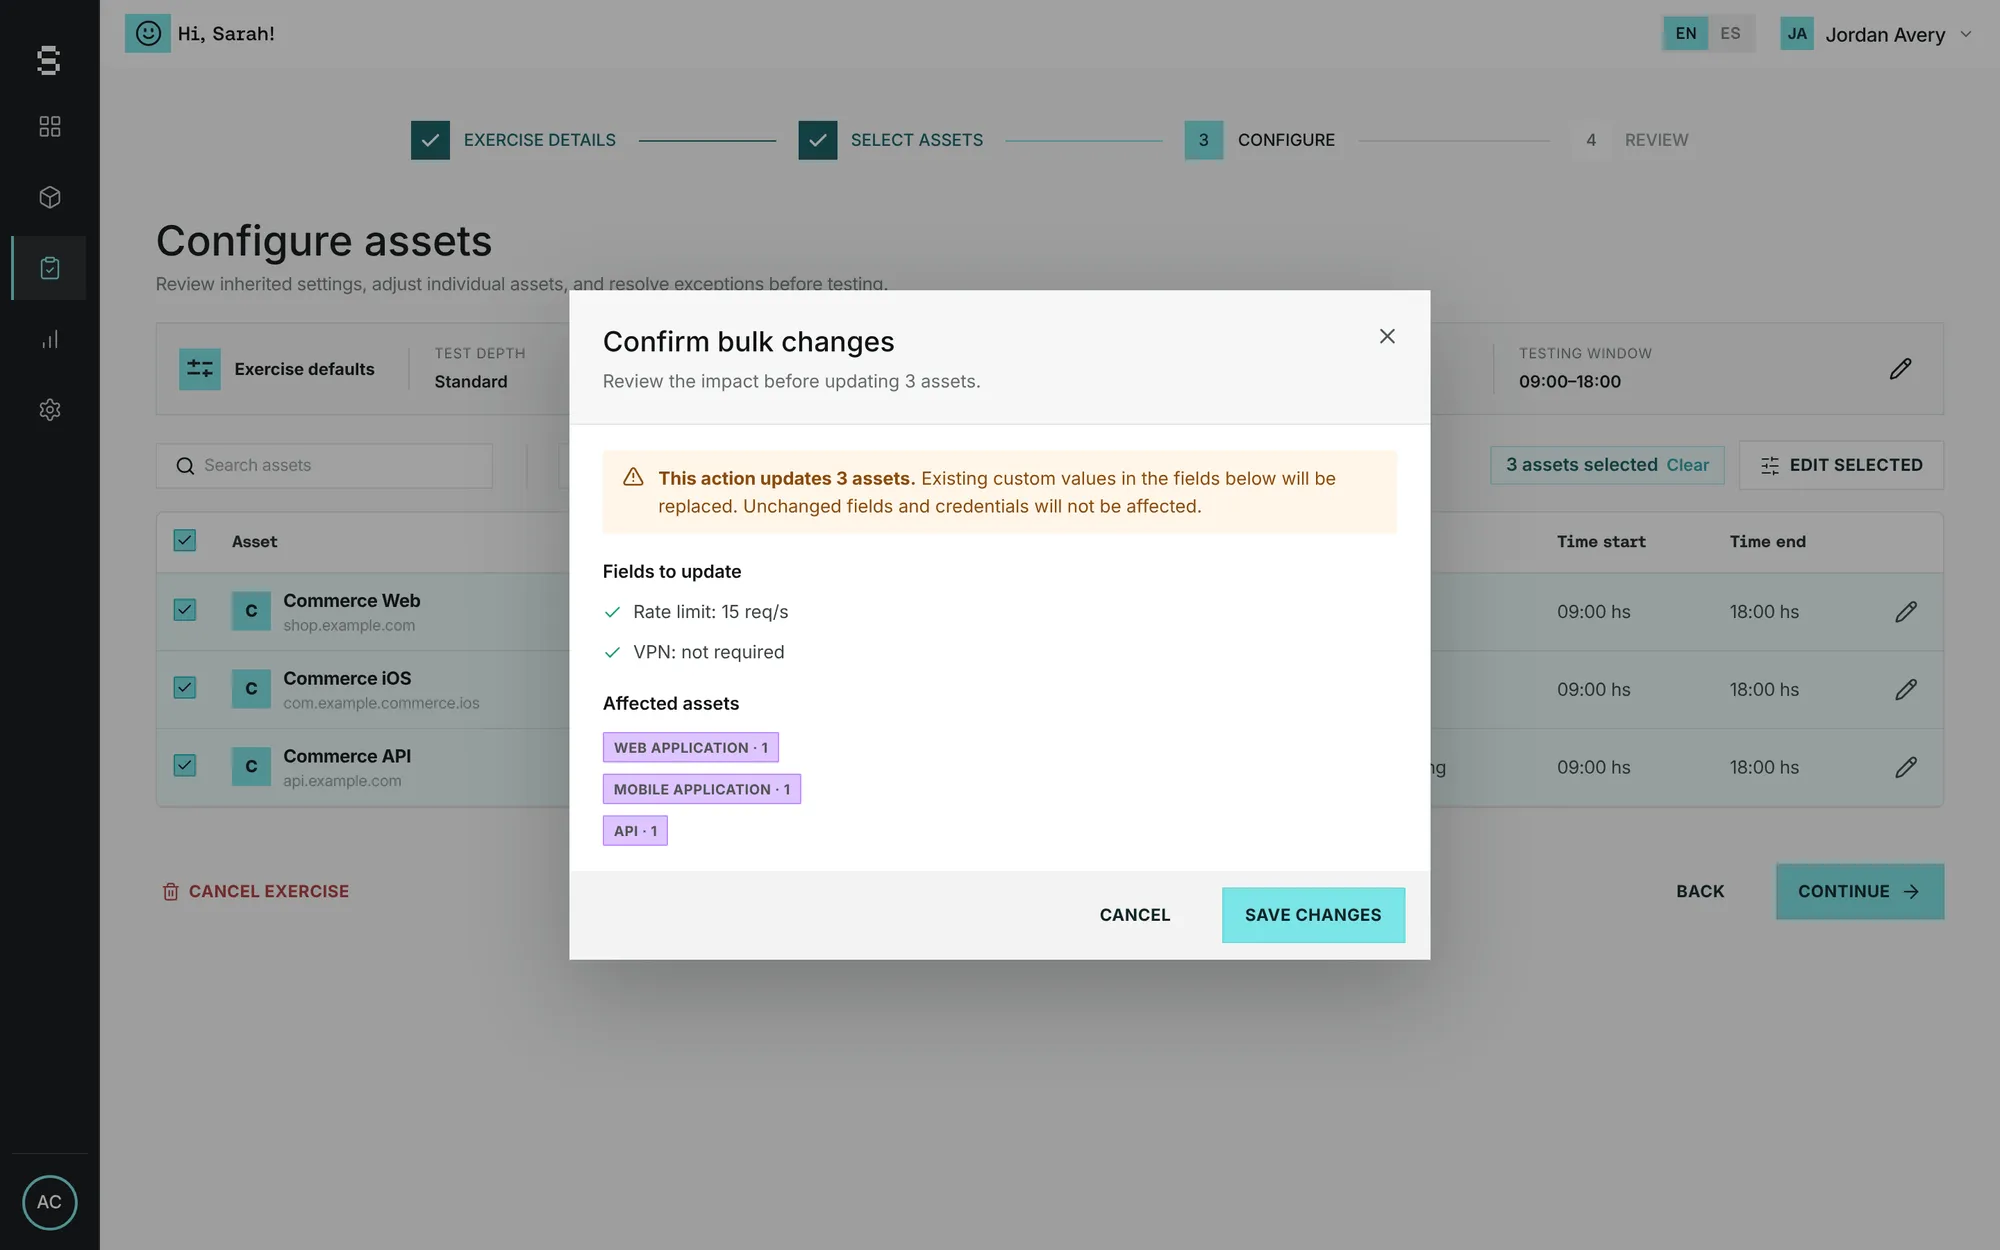 Hi, Sarah!
EN ES
JA Jordan Avery
EXERCISE DETAILS
SELECT ASSETS
3 CONFIGURE
4 REVIEW
Configure assets
Review inherited settings, adjust individual assets, and resolve exceptions before testing.
Exercise defaults
TEST DEPTH
Standard
TESTING WINDOW
09:00–18:00
Search assets
3 assets selected Clear
EDIT SELECTED
Asset
Time start
Time end
C
Commerce Web
shop.example.com
09:00 hs
18:00 hs
C
Commerce iOS
com.example.commerce.ios
09:00 hs
18:00 hs
C
Commerce API
api.example.com
09:00 hs
18:00 hs
CANCEL EXERCISE
BACK
CONTINUE
Confirm bulk changes
Review the impact before updating 3 assets.
This action updates 3 assets. Existing custom values in the fields below will be
replaced. Unchanged fields and credentials will not be affected.
Fields to update
Rate limit: 15 req/s
VPN: not required
Affected assets
WEB APPLICATION · 1
MOBILE APPLICATION · 1
API · 1
CANCEL
SAVE CHANGES
AC